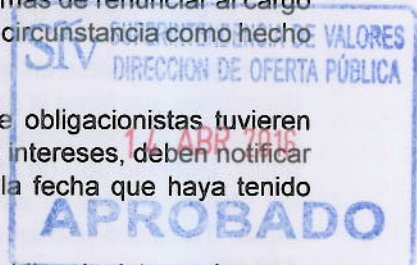 mas de renunciar al cargo
circunstancia como hecho
SIV SUPERINTENDENCIA DE VALORES
DIRECCION DE OFERTA PÚBLICA
e obligacionistas tuvieren
14 ABR 2016
intereses, deben notificar
la fecha que haya tenido
APROBADO